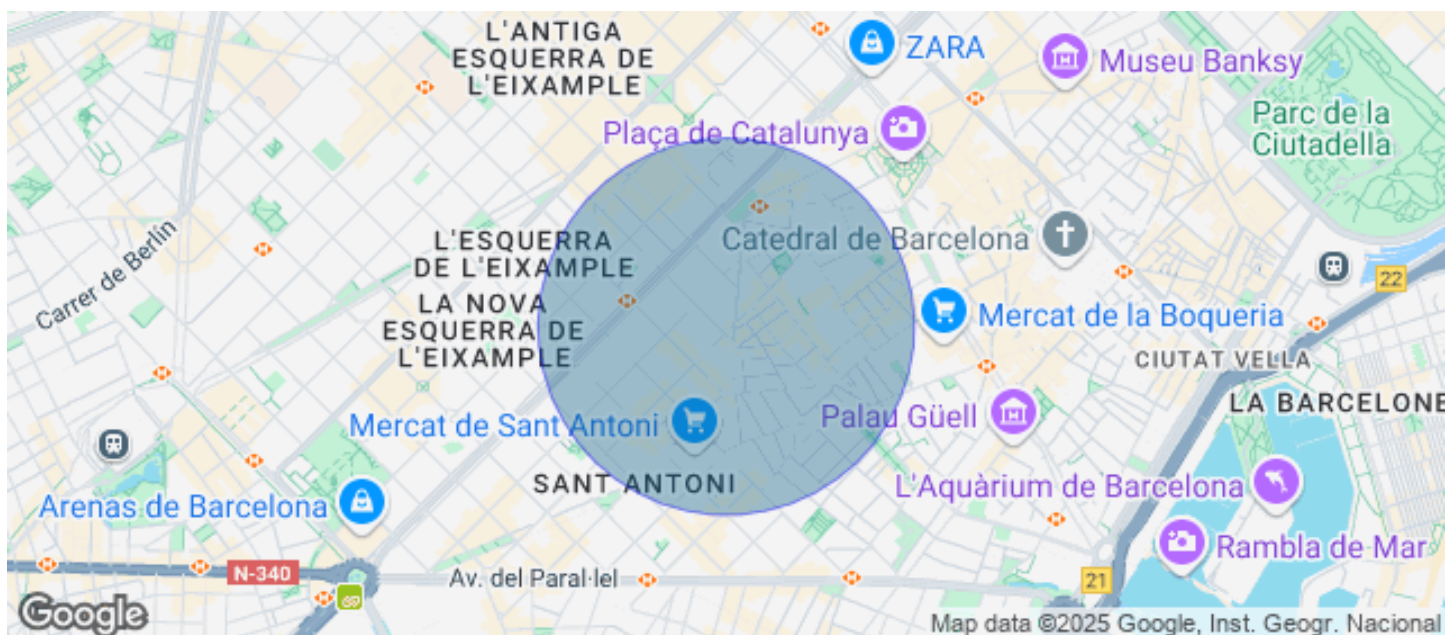 L'ANTIGA
ESQUERRA DE
L'EIXAMPLE
ZARA
Museu Banksy
Parc de la
Ciutadella
Plaça de Catalunya
Catedral de Barcelona
L'ESQUERRA
DE L'EIXAMPLE
Carrer de Berlín
LA NOVA
ESQUERRA DE
L'EIXAMPLE
22
Mercat de la Boqueria
CIUTAT VELLA
LA BARCELONE
Mercat de Sant Antoni
Palau Güell
SANT ANTONI
L'Aquàrium de Barcelona
Arenas de Barcelona
Rambla de Mar
N-340
Av. del Paral·lel
21
Google
Map data ©2025 Google, Inst. Geogr. Nacional